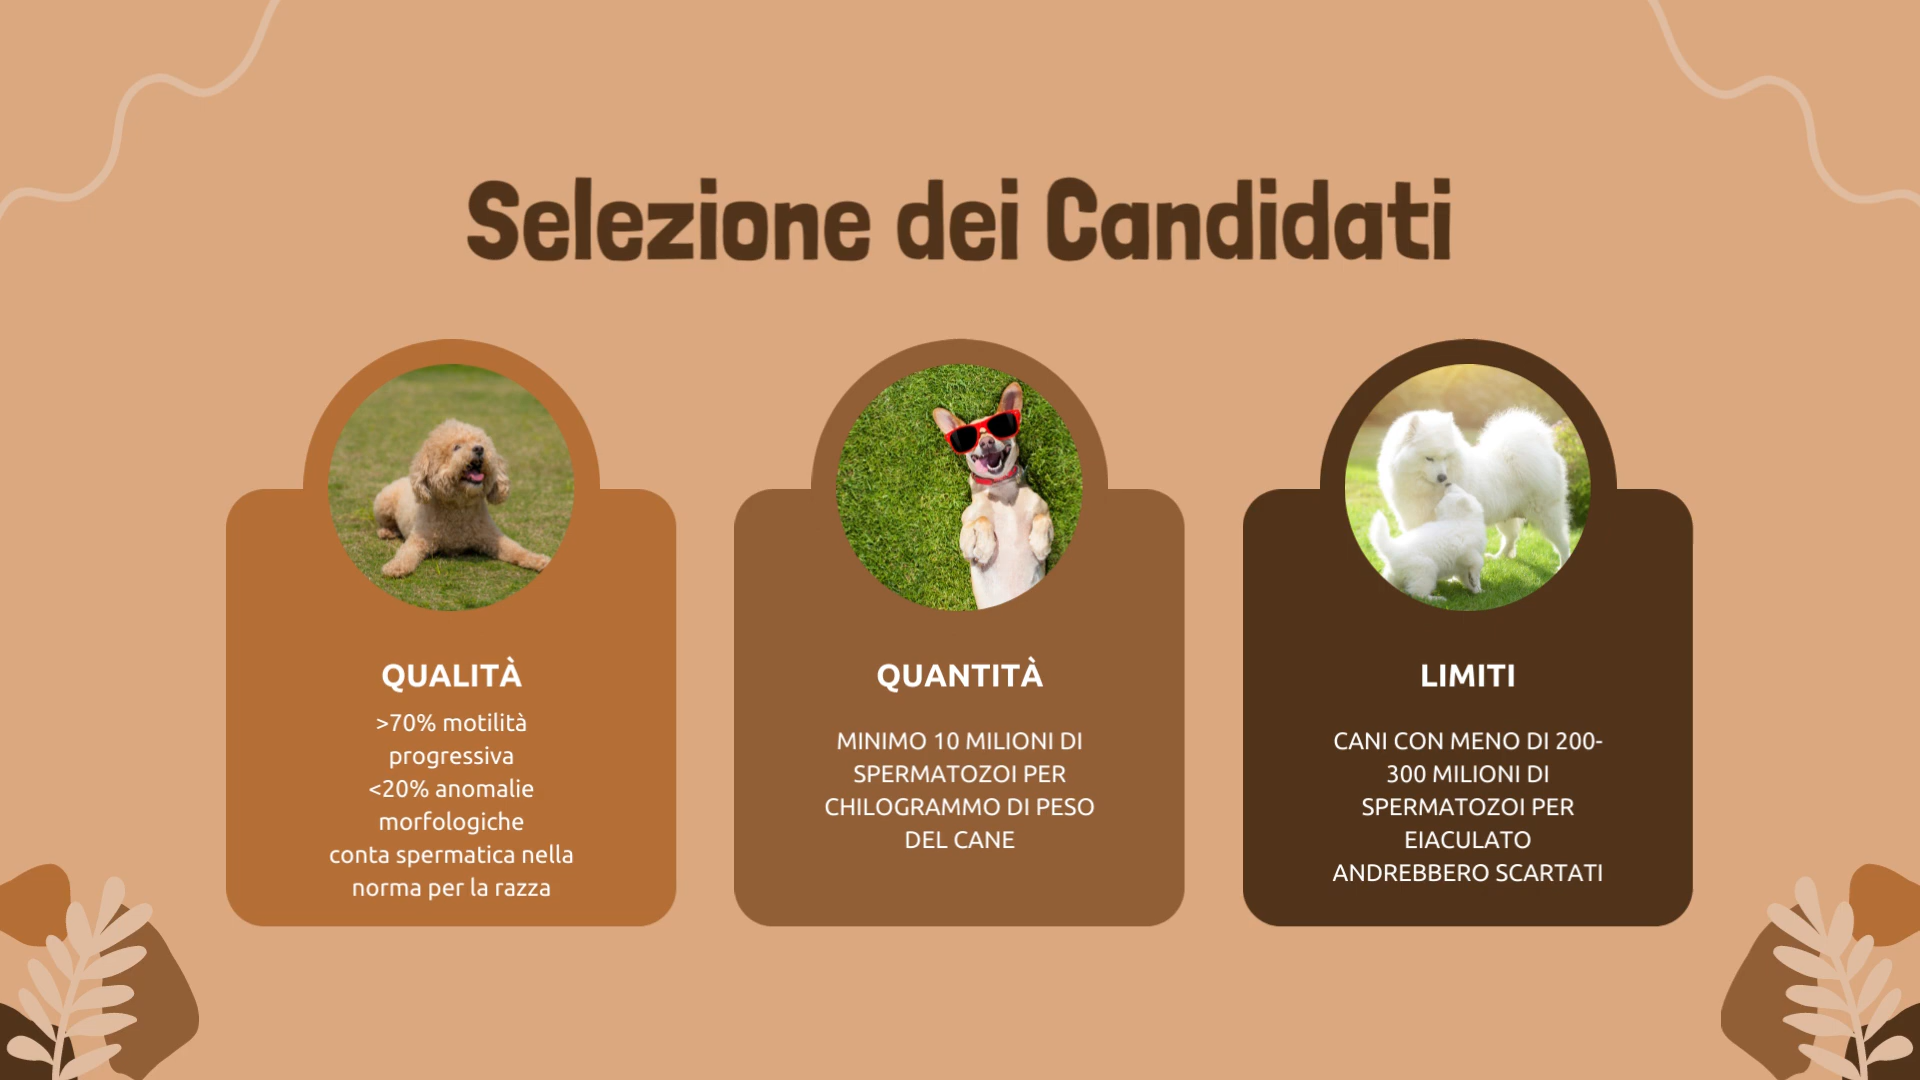 Selezione dei Candidati
QUALITÀ
>70% motilità
progressiva
<20% anomalie
morfologiche
conta spermatica nella
norma per la razza
QUANTITÀ
MINIMO 10 MILIONI DI
SPERMATOZOI PER
CHILOGRAMMO DI PESO
DEL CANE
LIMITI
CANI CON MENO DI 200-
300 MILIONI DI
SPERMATOZOI PER
EIACULATO
ANDREBBERO SCARTATI